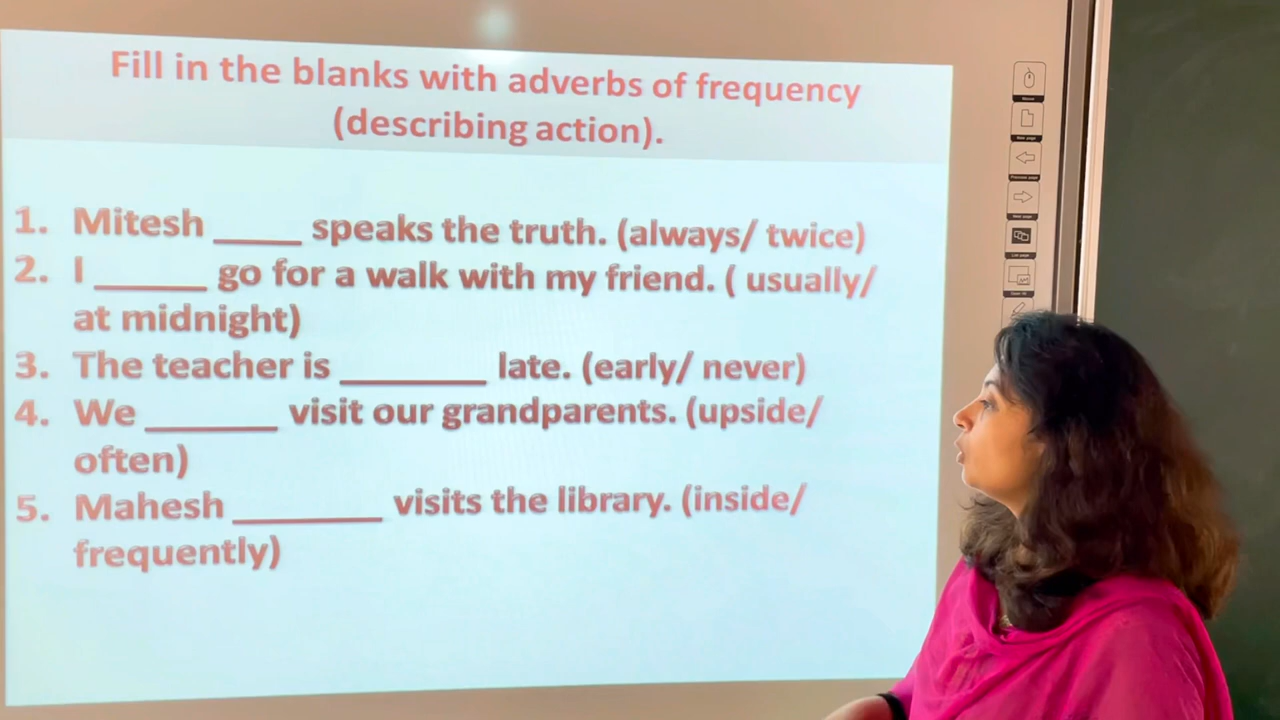 Fill in the blanks with adverbs of frequency
(describing action).
1. Mitesh _____ speaks the truth. (always/ twice)
2. I ______ go for a walk with my friend. ( usually/
at midnight)
3. The teacher is ________ late. (early/ never)
4. We _______ visit our grandparents. (upside/
often)
5. Mahesh ________ visits the library. (inside/
frequently)